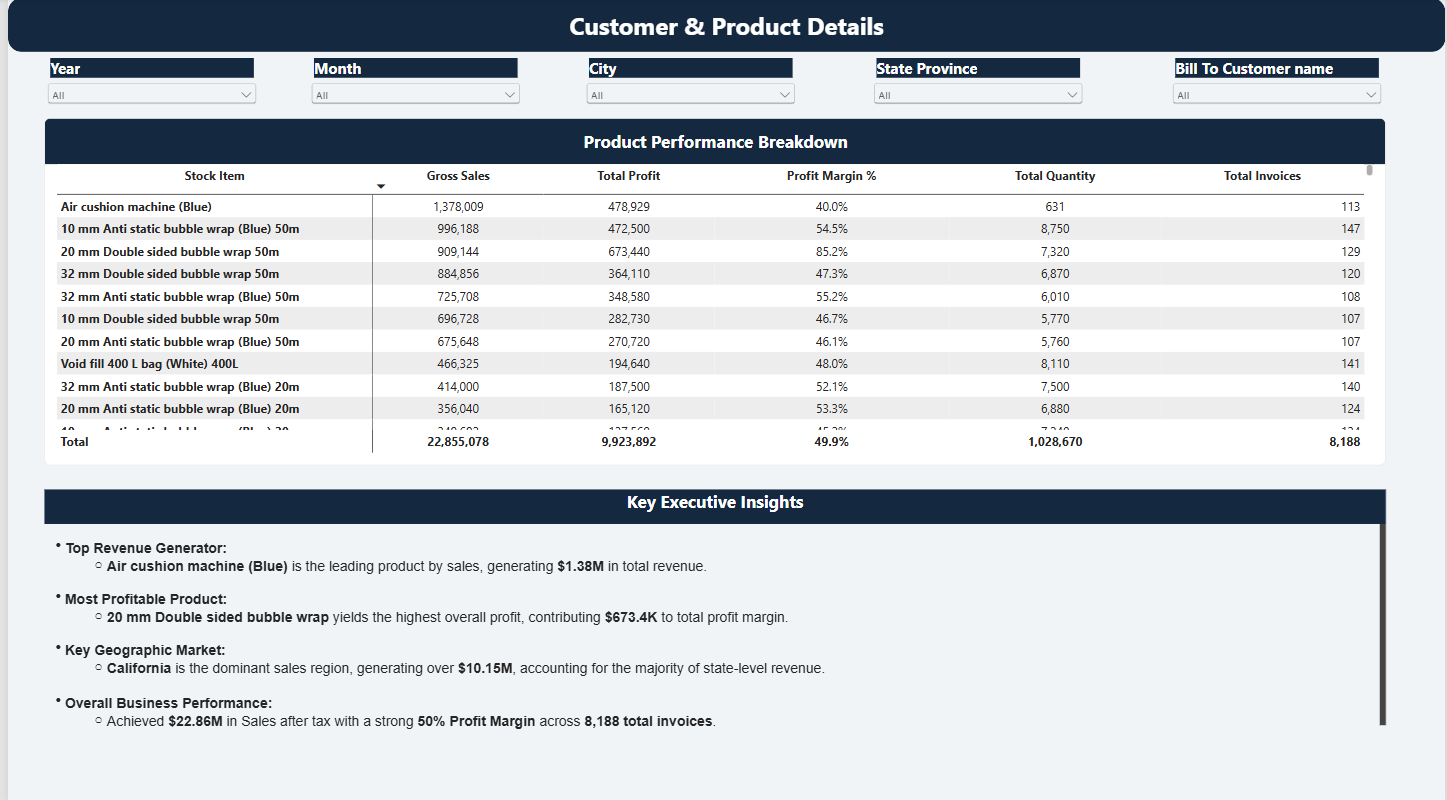 Customer & Product Details
Year Month City State Province Bill To Customer name
All All All All All
Product Performance Breakdown
Stock Item Gross Sales Total Profit Profit Margin % Total Quantity Total Invoices
Air cushion machine (Blue) 1,378,009 478,929 40.0% 631 113
10 mm Anti static bubble wrap (Blue) 50m 996,188 472,500 54.5% 8,750 147
20 mm Double sided bubble wrap 50m 909,144 673,440 85.2% 7,320 129
32 mm Double sided bubble wrap 50m 884,856 364,110 47.3% 6,870 120
32 mm Anti static bubble wrap (Blue) 50m 725,708 348,580 55.2% 6,010 108
10 mm Double sided bubble wrap 50m 696,728 282,730 46.7% 5,770 107
20 mm Anti static bubble wrap (Blue) 50m 675,648 270,720 46.1% 5,760 107
Void fill 400 L bag (White) 400L 466,325 194,640 48.0% 8,110 141
32 mm Anti static bubble wrap (Blue) 20m 414,000 187,500 52.1% 7,500 140
20 mm Anti static bubble wrap (Blue) 20m 356,040 165,120 53.3% 6,880 124
Total 22,855,078 9,923,892 49.9% 1,028,670 8,188
Key Executive Insights
• Top Revenue Generator:
○ Air cushion machine (Blue) is the leading product by sales, generating $1.38M in total revenue.
• Most Profitable Product:
○ 20 mm Double sided bubble wrap yields the highest overall profit, contributing $673.4K to total profit margin.
• Key Geographic Market:
○ California is the dominant sales region, generating over $10.15M, accounting for the majority of state-level revenue.
• Overall Business Performance:
○ Achieved $22.86M in Sales after tax with a strong 50% Profit Margin across 8,188 total invoices.